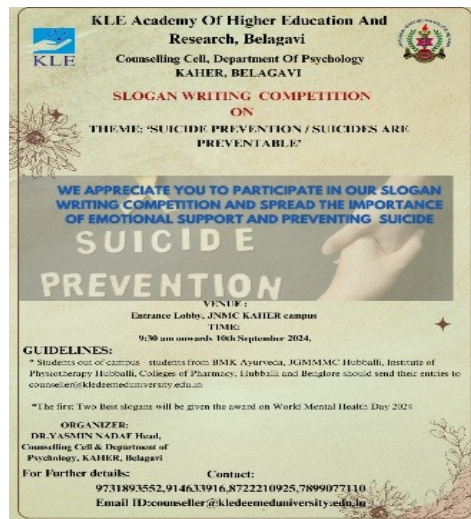 KLE Academy Of Higher Education And
Research, Belagavi
KLE
Counselling Cell, Department Of Psychology
KAHER, BELAGAVI
SLOGAN WRITING COMPETITION
ON
THEME: ‘SUICIDE PREVENTION / SUICIDES ARE
PREVENTABLE’
WE APPRECIATE YOU TO PARTICIPATE IN OUR SLOGAN
WRITING COMPETITION AND SPREAD THE IMPORTANCE
OF EMOTIONAL SUPPORT AND PREVENTING SUICIDE
SUICIDE
PREVENTION
VENUE :
Entrance Lobby, JNMC KAHER campus
TIME:
9:30 am onwards 10th September 2024,
GUIDELINES:
* Students out of campus - students from BMK Ayurveda, JGMMMC Hubballi, Institute of
Physiotherapy Hubballi, Colleges of Pharmacy, Hubballi and Benglore should send their entries to
counseller@kledeemeduniversity.edu.in
*The first Two Best slogans will be given the award on World Mental Health Day 2024
ORGANIZER:
DR.YASMIN NADAF Head,
Counselling Cell & Department of
Psychology, KAHER, Belagavi
For Further details:
Contact:
9731893552,914633916,8722210925,7899077110
Email ID:counseller@kledeemeduniversity.edu.in